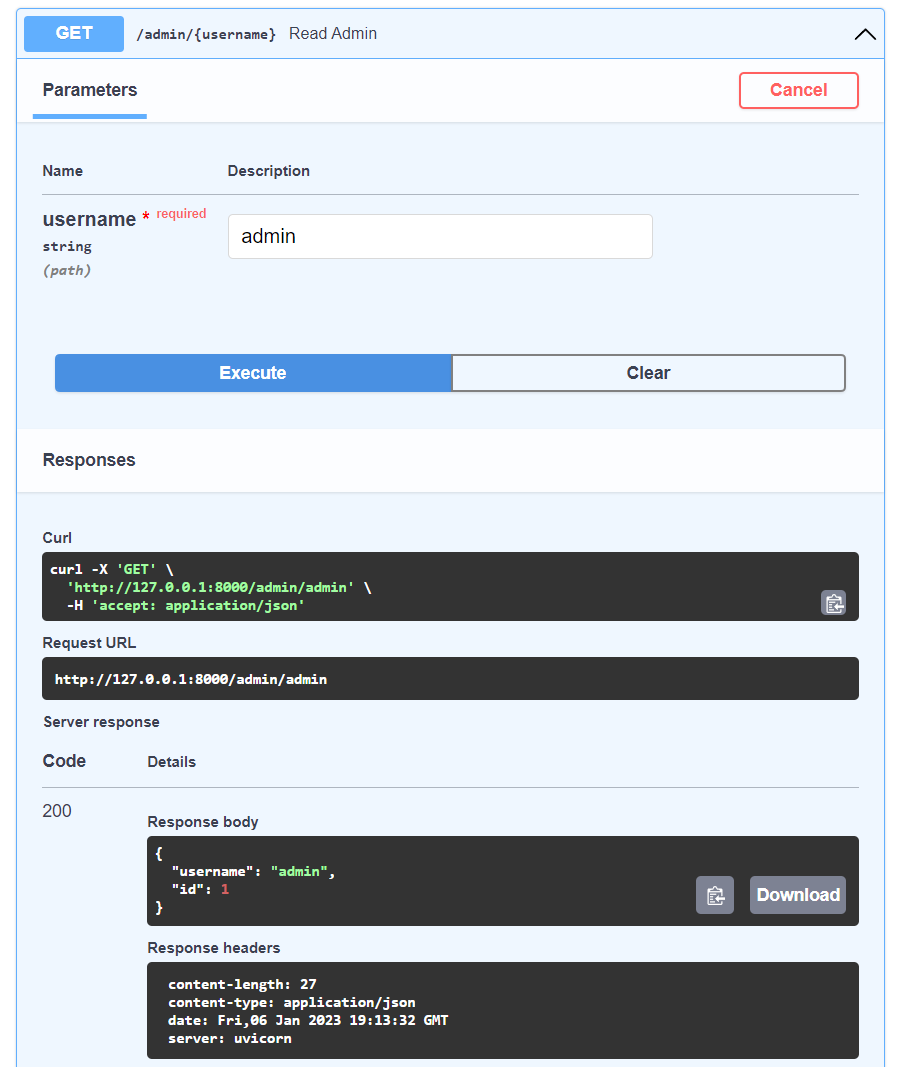 GET /admin/{username} Read Admin
Parameters
Cancel
Name Description
username * required
string
(path)
admin
Execute
Clear
Responses
Curl
curl -X 'GET' \
'http://127.0.0.1:8000/admin/admin' \
-H 'accept: application/json'
Request URL
http://127.0.0.1:8000/admin/admin
Server response
Code Details
200
Response body
{
"username": "admin",
"id": 1
}
Download
Response headers
content-length: 27
content-type: application/json
date: Fri,06 Jan 2023 19:13:32 GMT
server: uvicorn